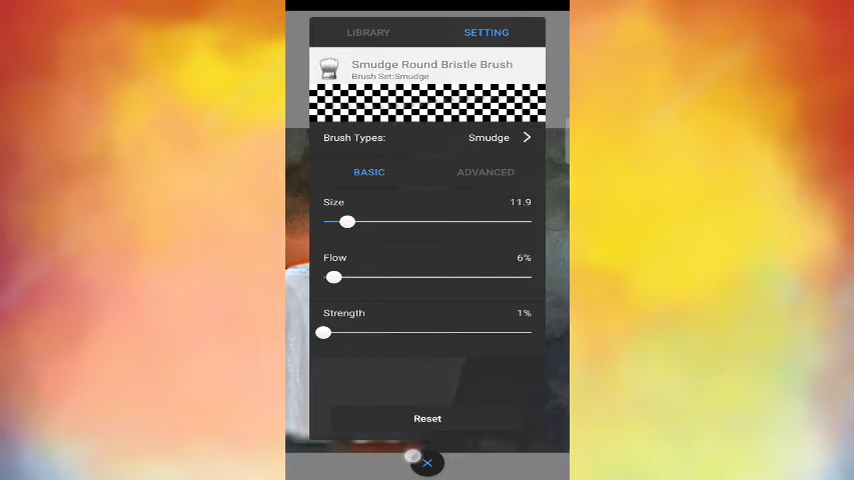 LIBRARY SETTING
Smudge Round Bristle Brush
Brush Set:Smudge
Brush Types: Smudge
BASIC ADVANCED
Size 11.9
Flow 6%
Strength 1%
Reset